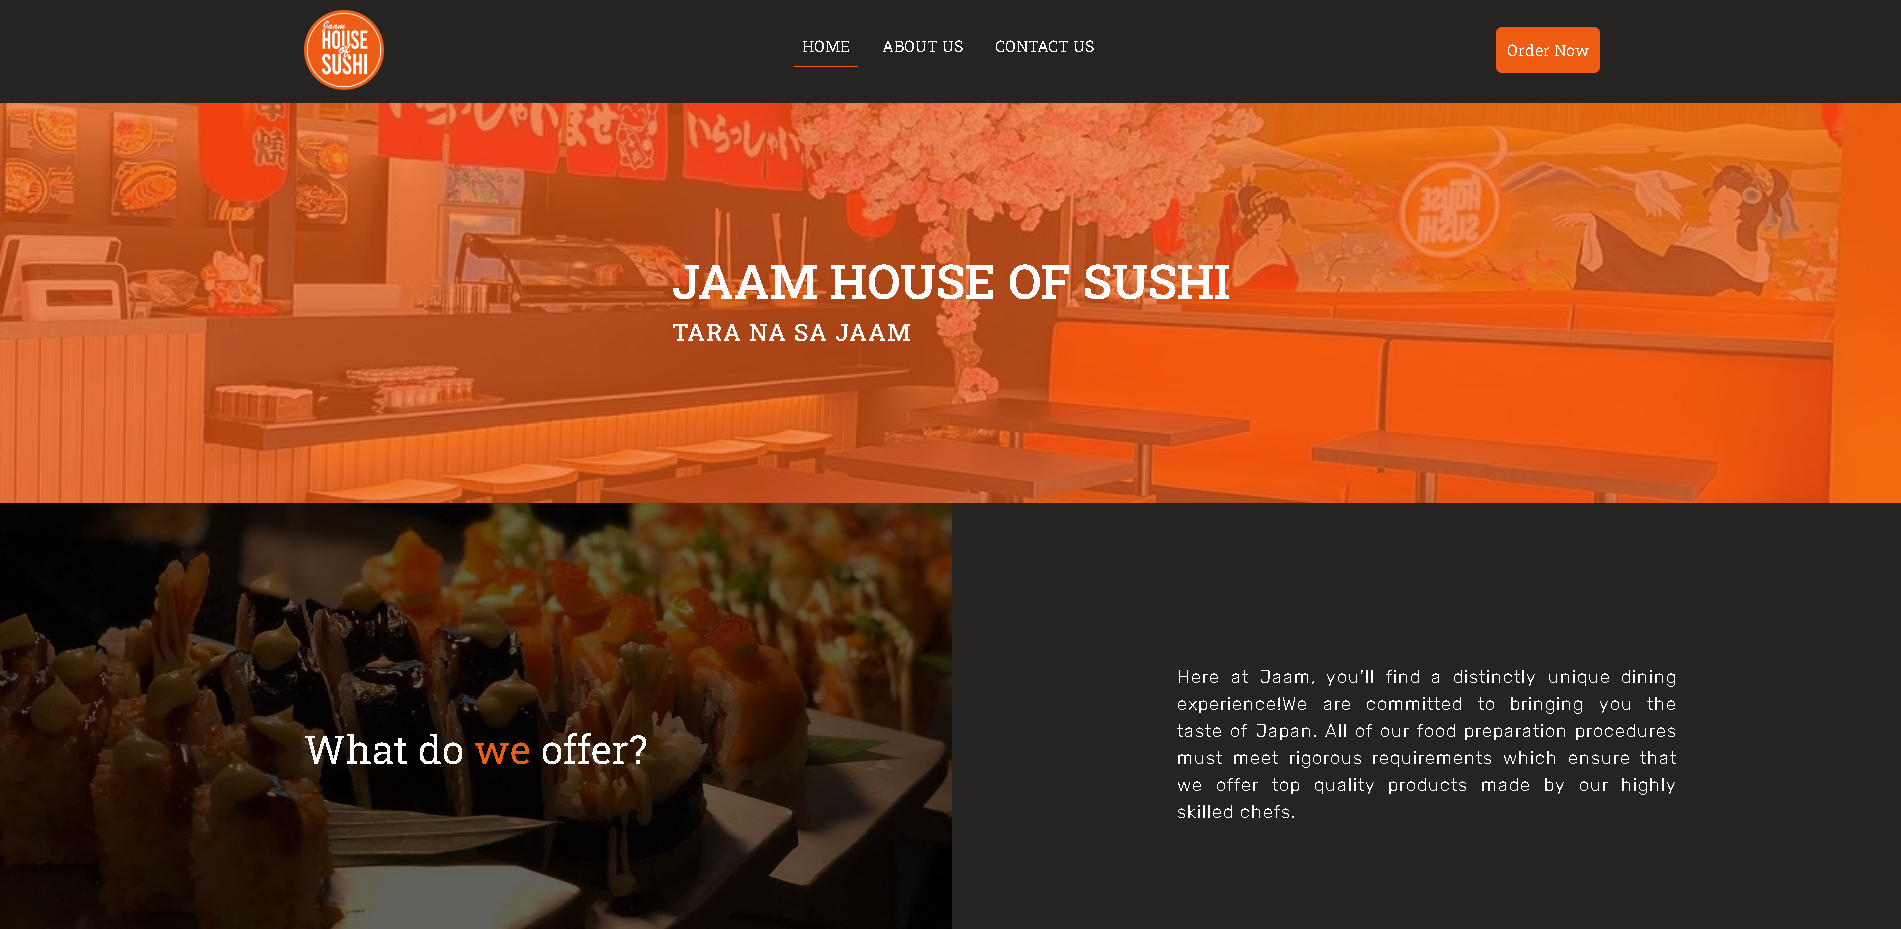 Jaam
HOUSE
of
SUSHI
HOME
ABOUT US
CONTACT US
Order Now
いらっしゃいませ
いらっしゃい
焼
HOUSE
SUSHI
JAAM HOUSE OF SUSHI
TARA NA SA JAAM
What do we offer?
Here at Jaam, you'll find a distinctly unique dining
experience!We are committed to bringing you the
taste of Japan. All of our food preparation procedures
must meet rigorous requirements which ensure that
we offer top quality products made by our highly
skilled chefs.